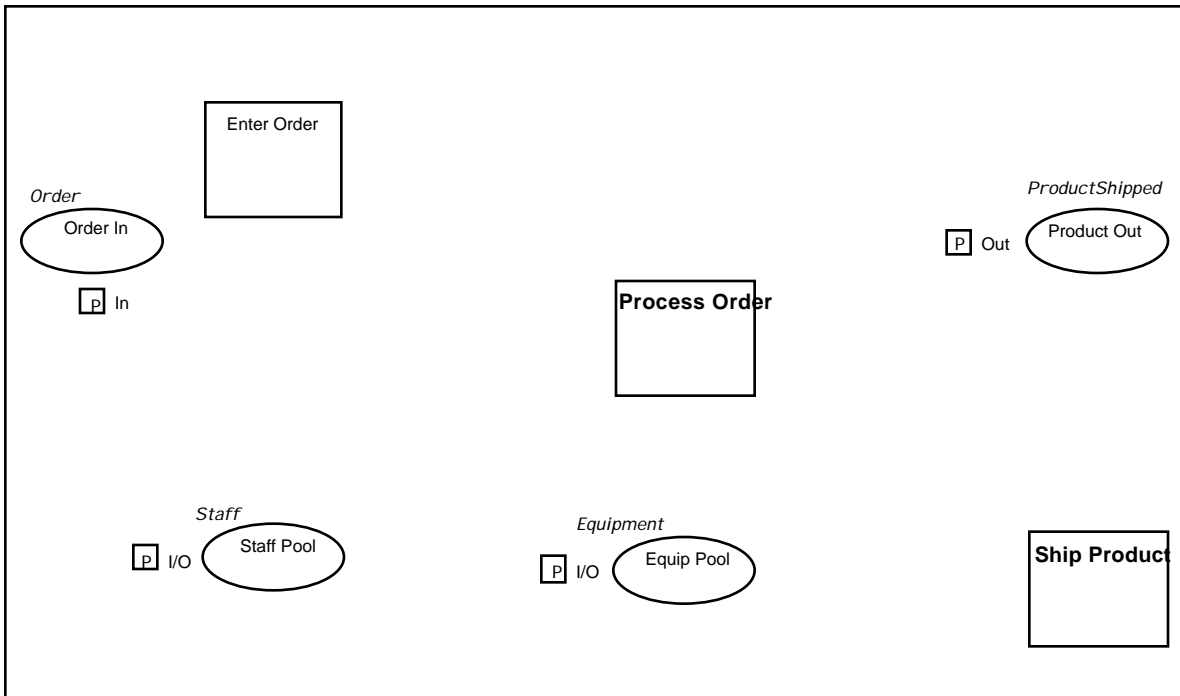 Enter Order
Order
Order In
P In
ProductShipped
P Out
Product Out
Process Order
Staff
P I/O
Staff Pool
Equipment
P I/O
Equip Pool
Ship Product